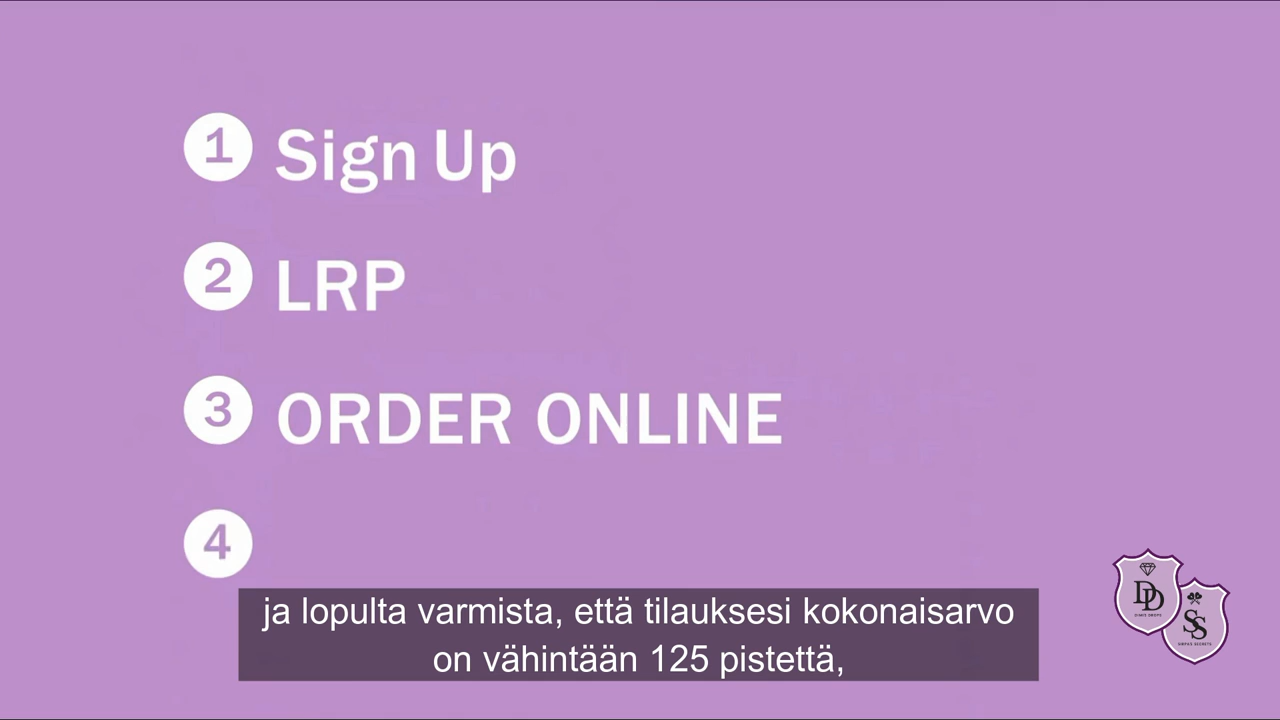 1 Sign Up
2 LRP
3 ORDER ONLINE
4
ja lopulta varmista, että tilauksesi kokonaisarvo
on vähintään 125 pistettä,
DD
SS